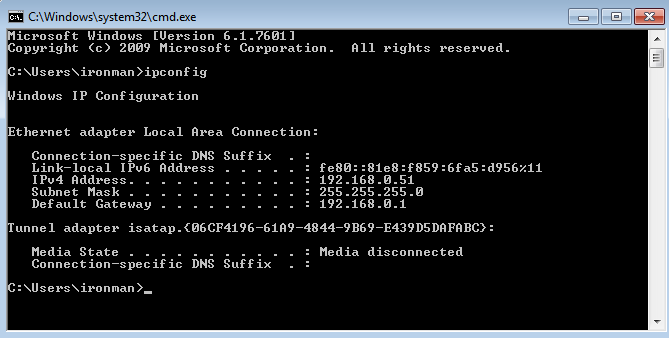 C:\Windows\system32\cmd.exe
Microsoft Windows [Version 6.1.7601]
Copyright (c) 2009 Microsoft Corporation.  All rights reserved.
C:\Users\ironman>ipconfig
Windows IP Configuration
Ethernet adapter Local Area Connection:
   Connection-specific DNS Suffix  . :
   Link-local IPv6 Address . . . . . : fe80::81e8:f859:6fa5:d956%11
   IPv4 Address. . . . . . . . . . . : 192.168.0.51
   Subnet Mask . . . . . . . . . . . : 255.255.255.0
   Default Gateway . . . . . . . . . : 192.168.0.1
Tunnel adapter isatap.{06CF4196-61A9-4844-9B69-E439D5DAFABC}:
   Media State . . . . . . . . . . . : Media disconnected
   Connection-specific DNS Suffix  . :
C:\Users\ironman>_